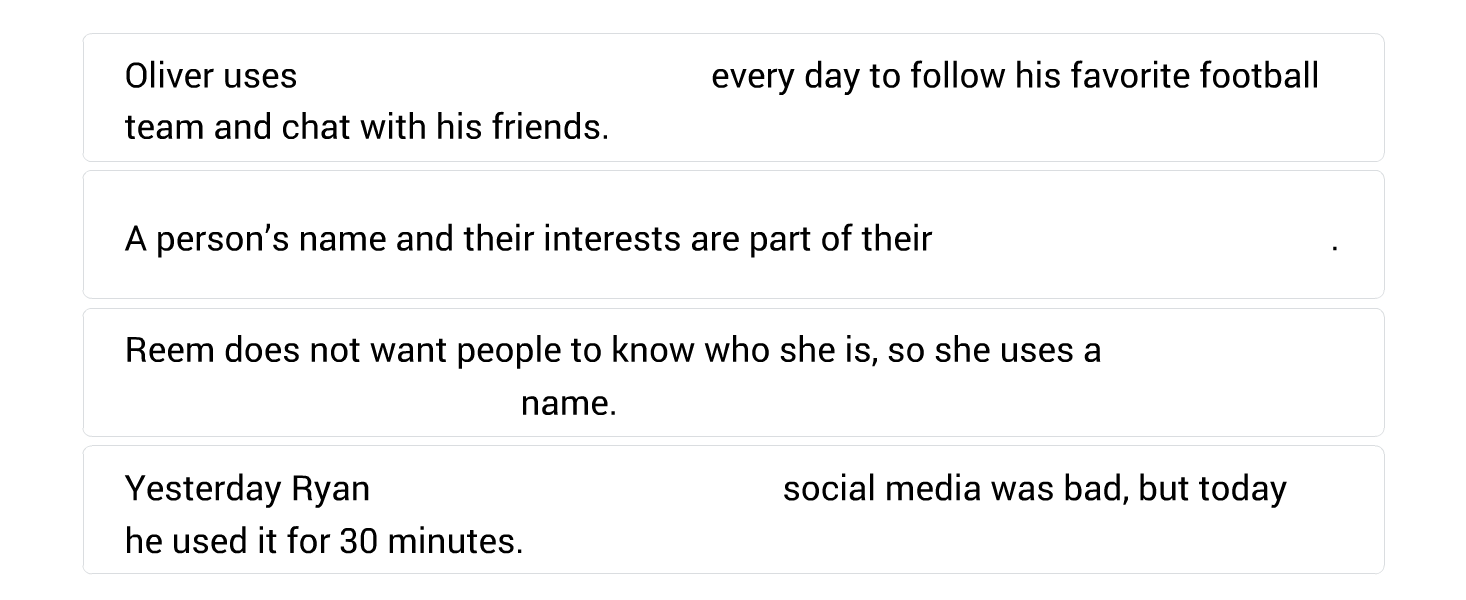 Oliver uses every day to follow his favorite football
team and chat with his friends.
A person’s name and their interests are part of their .
Reem does not want people to know who she is, so she uses a
name.
Yesterday Ryan social media was bad, but today
he used it for 30 minutes.